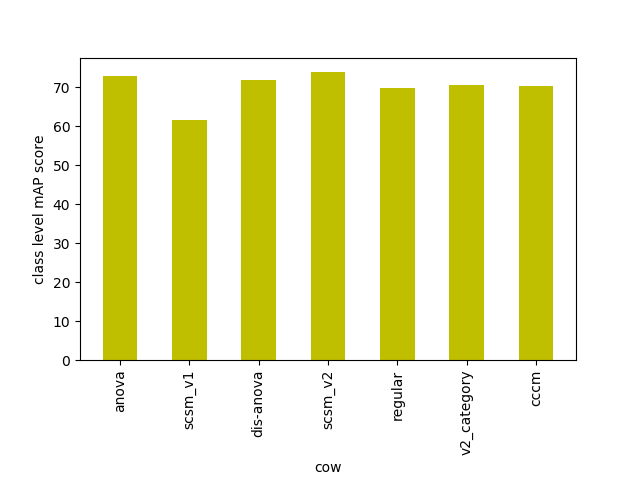 class level mAP score
70
60
50
40
30
20
10
0
anova
scsm_v1
dis-anova
scsm_v2
regular
v2_category
cccm
cow